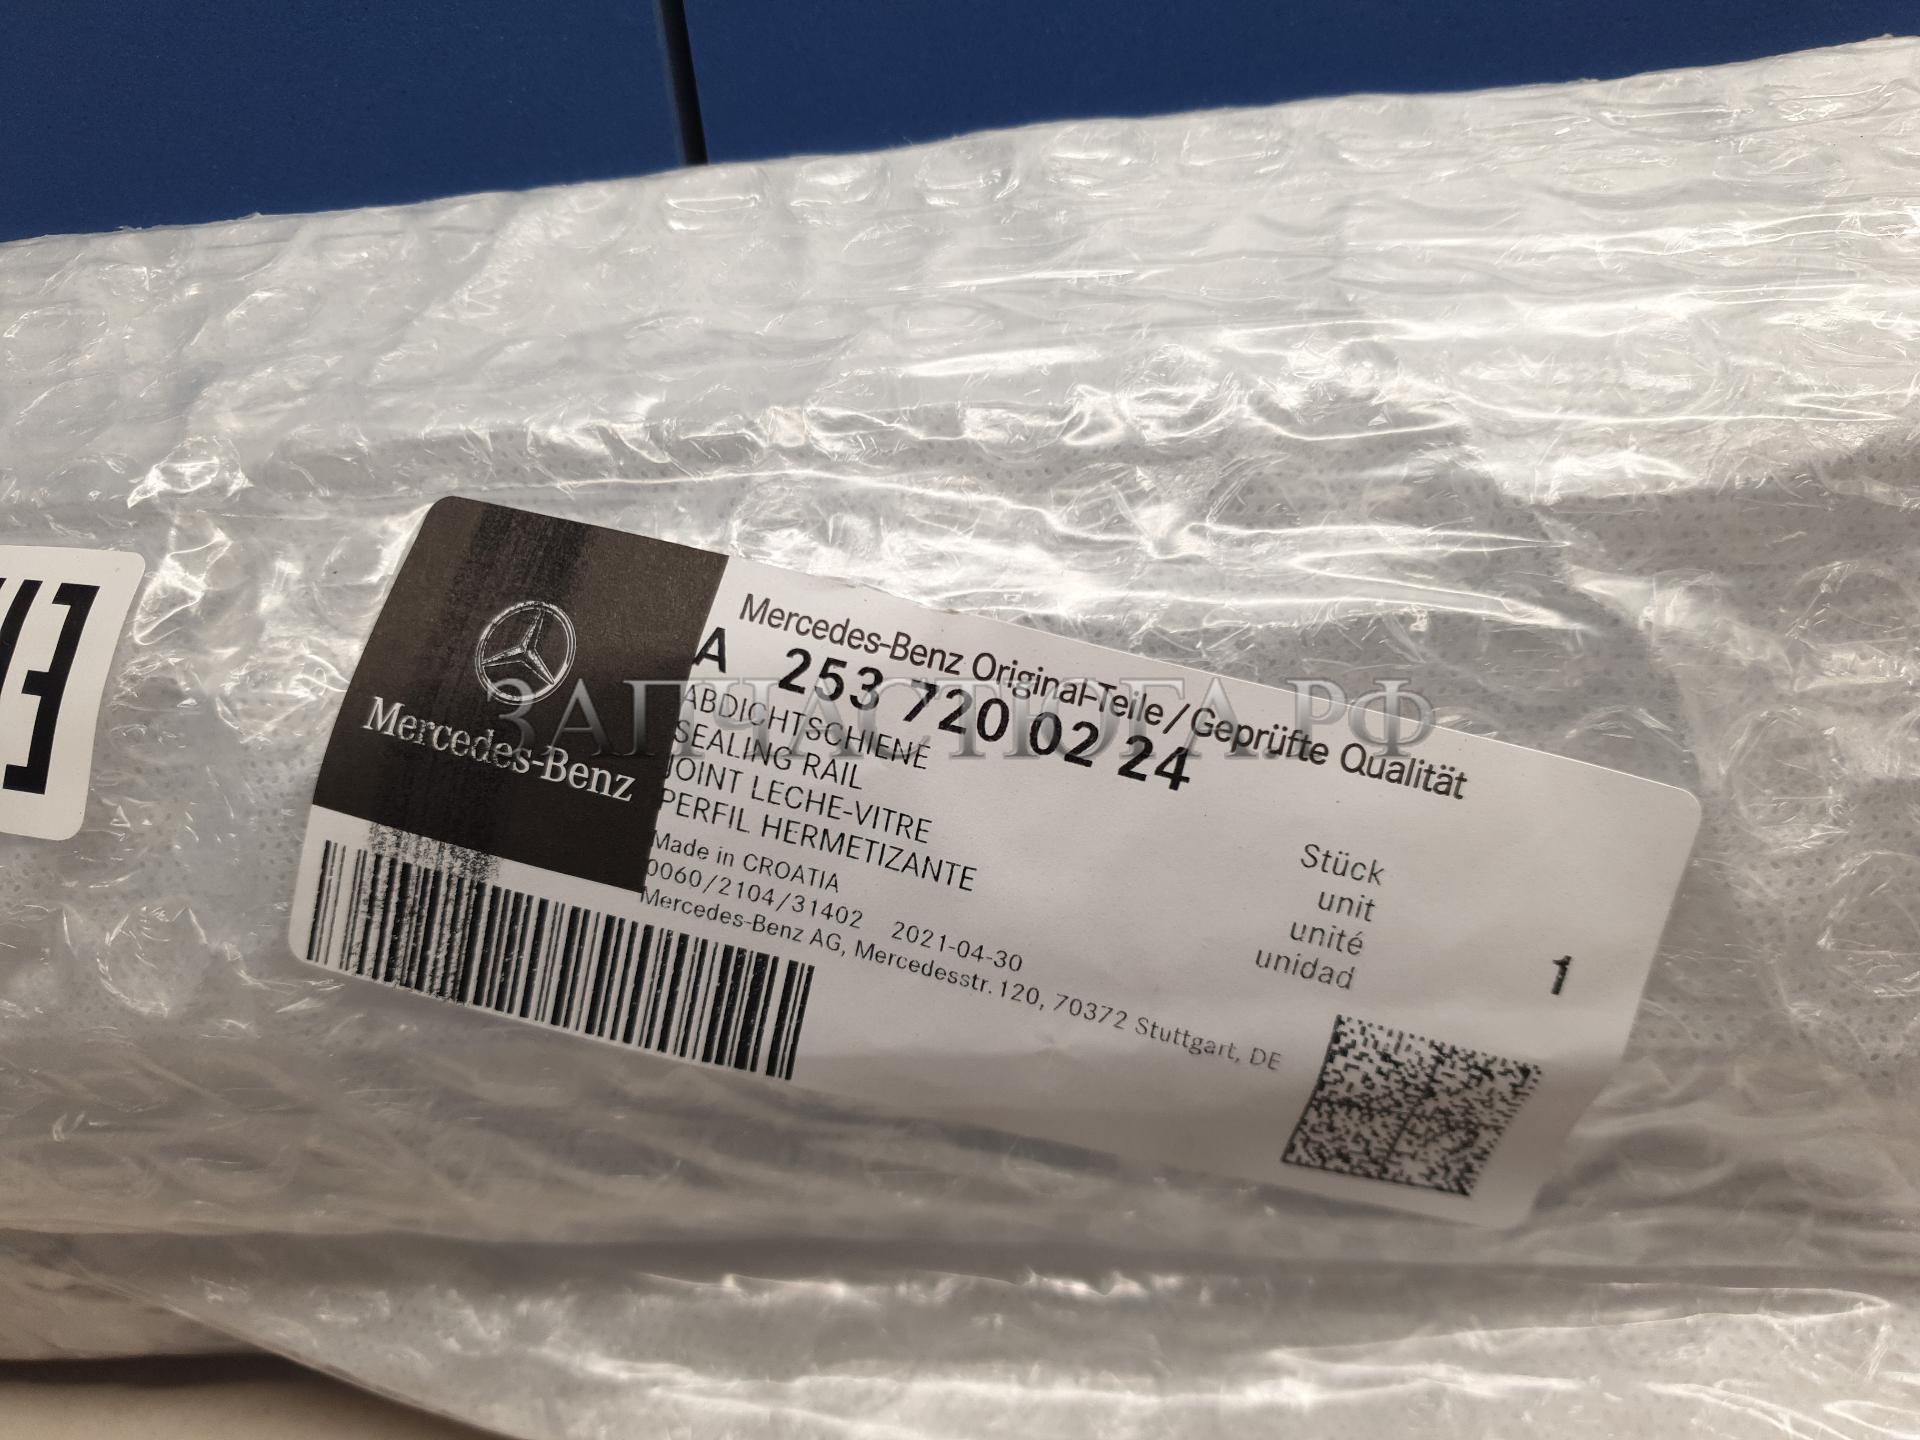 Mercedes-Benz
Mercedes-Benz Original-Teile/Geprüfte Qualität
A 253 720 02 24
ABDICHTSCHIENE
SEALING RAIL
JOINT LECHE-VITRE
PERFIL HERMETIZANTE
Made in CROATIA
0060/2104/31402 2021-04-30
Mercedes-Benz AG, Mercedesstr.120, 70372 Stuttgart, DE
Stück
unit
unité
unidad
1
ЗАПЧАСТЮГА.РФ